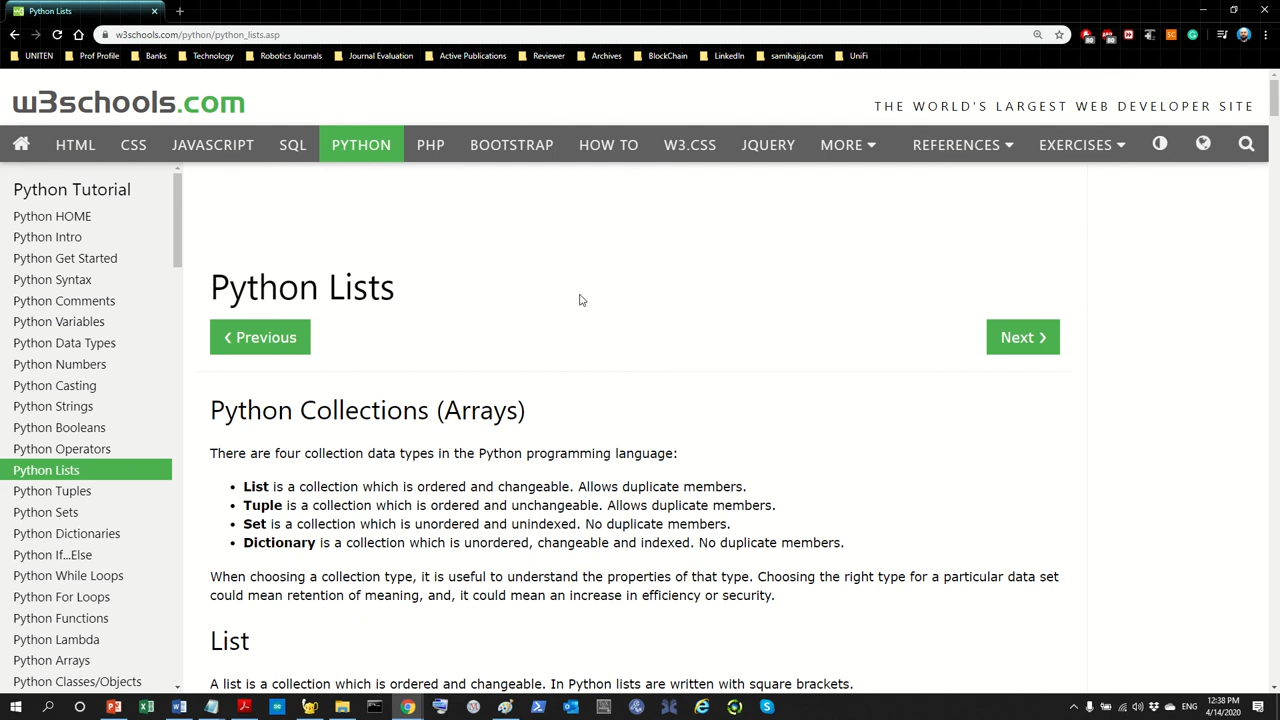 Python Lists
w3schools.com/python/python_lists.asp
UNITEN Prof Profile Banks Technology Robotics Journals Journal Evaluation Active Publications Reviewer Archives BlockChain LinkedIn samihajjaj.com UniFi
w3schools.com
THE WORLD'S LARGEST WEB DEVELOPER SITE
HTML CSS JAVASCRIPT SQL PYTHON PHP BOOTSTRAP HOW TO W3.CSS JQUERY MORE REFERENCES EXERCISES
Python Tutorial
Python HOME
Python Intro
Python Get Started
Python Syntax
Python Comments
Python Variables
Python Data Types
Python Numbers
Python Casting
Python Strings
Python Booleans
Python Operators
Python Lists
Python Tuples
Python Sets
Python Dictionaries
Python If...Else
Python While Loops
Python For Loops
Python Functions
Python Lambda
Python Arrays
Python Classes/Objects
Python Lists
❮ Previous
Next ❯
Python Collections (Arrays)
There are four collection data types in the Python programming language:
• List is a collection which is ordered and changeable. Allows duplicate members.
• Tuple is a collection which is ordered and unchangeable. Allows duplicate members.
• Set is a collection which is unordered and unindexed. No duplicate members.
• Dictionary is a collection which is unordered, changeable and indexed. No duplicate members.
When choosing a collection type, it is useful to understand the properties of that type. Choosing the right type for a particular data set
could mean retention of meaning, and, it could mean an increase in efficiency or security.
List
A list is a collection which is ordered and changeable. In Python lists are written with square brackets.
12:38 PM
4/14/2020